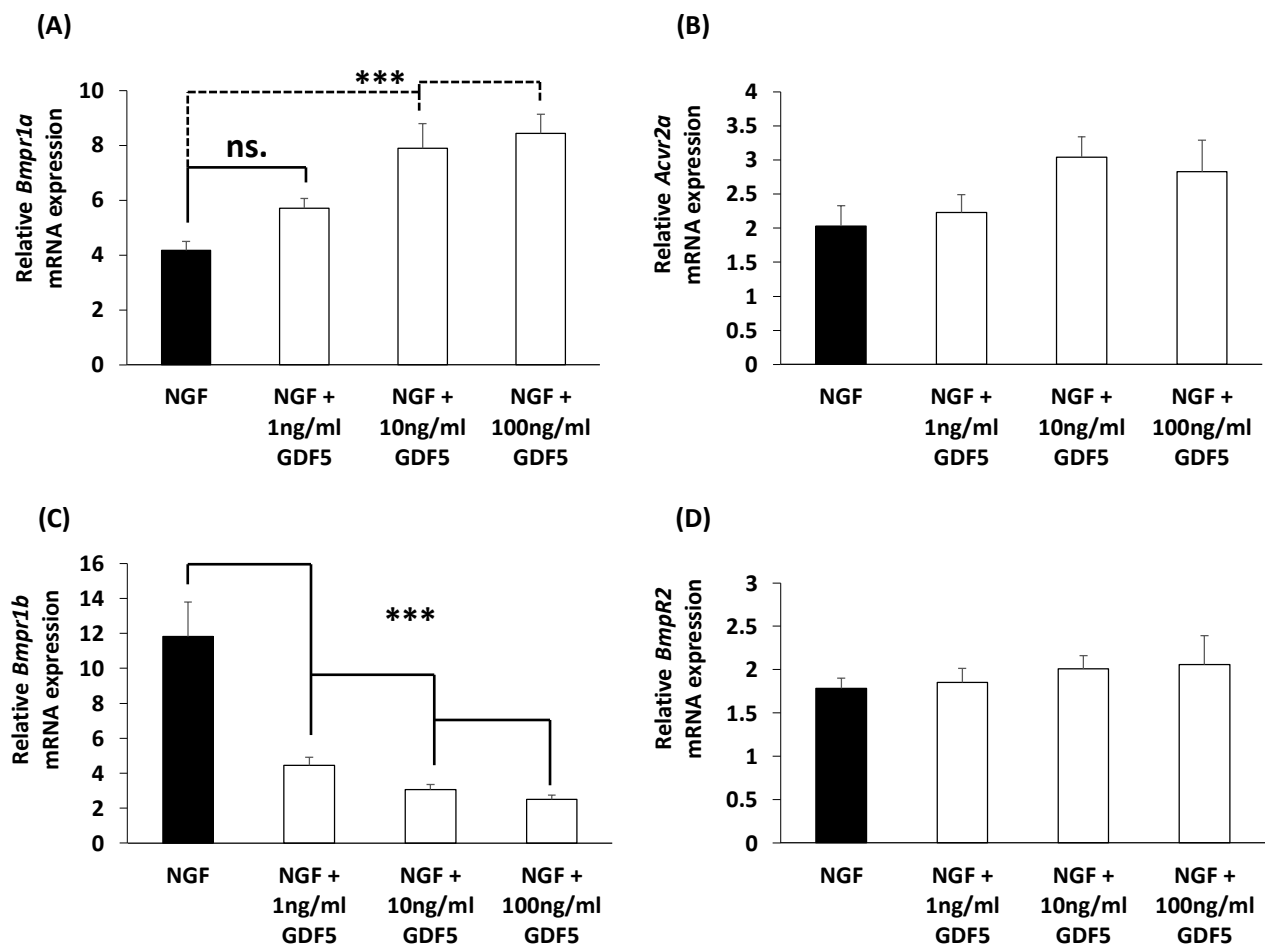 (A)
Relative Bmpr1a
mRNA expression
10
8
6
4
2
0
***
ns.
NGF
NGF +
1ng/ml
GDF5
NGF +
10ng/ml
GDF5
NGF +
100ng/ml
GDF5
(B)
Relative Acvr2a
mRNA expression
4
3.5
3
2.5
2
1.5
1
0.5
0
NGF
NGF +
1ng/ml
GDF5
NGF +
10ng/ml
GDF5
NGF +
100ng/ml
GDF5
(C)
Relative Bmpr1b
mRNA expression
16
14
12
10
8
6
4
2
0
***
NGF
NGF +
1ng/ml
GDF5
NGF +
10ng/ml
GDF5
NGF +
100ng/ml
GDF5
(D)
Relative BmpR2
mRNA expression
3
2.5
2
1.5
1
0.5
0
NGF
NGF +
1ng/ml
GDF5
NGF +
10ng/ml
GDF5
NGF +
100ng/ml
GDF5